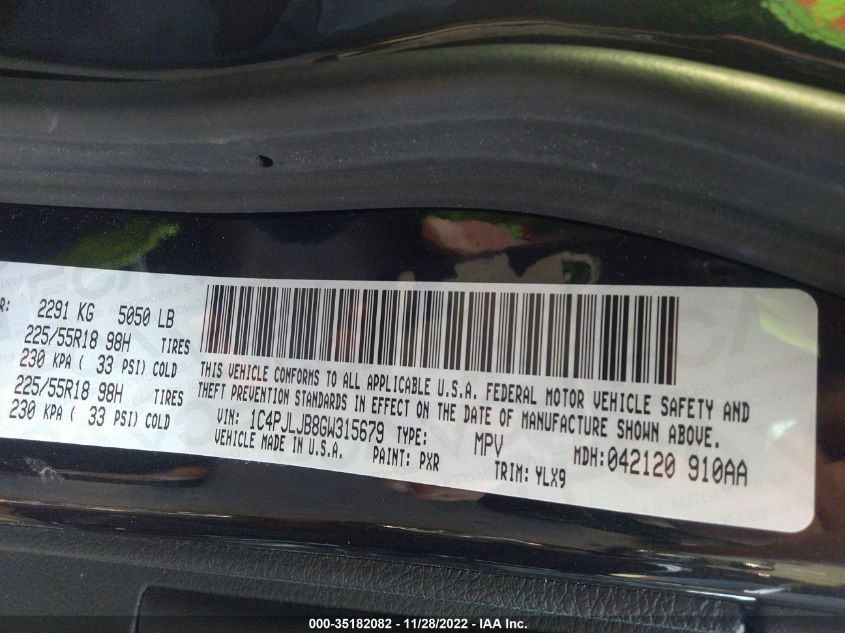 R: 2291 KG 5050 LB
225/55R18 98H TIRES
230 KPA ( 33 PSI) COLD
225/55R18 98H TIRES
230 KPA ( 33 PSI) COLD
THIS VEHICLE CONFORMS TO ALL APPLICABLE U.S.A. FEDERAL MOTOR VEHICLE SAFETY AND
THEFT PREVENTION STANDARDS IN EFFECT ON THE DATE OF MANUFACTURE SHOWN ABOVE.
VIN: 1C4PJLJB8GW315679 TYPE: MPV MDH:042120 910AA
VEHICLE MADE IN U.S.A. PAINT: PXR TRIM: YLX9
000-35182082 - 11/28/2022 - IAA Inc.